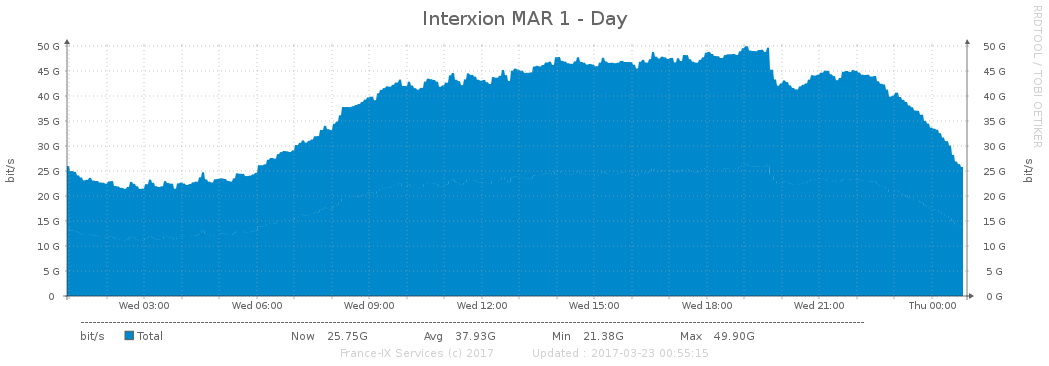 Interxion MAR 1 - Day
RRDTOOL / TOBI OETIKER
bit/s
50 G 50 G
45 G 45 G
40 G 40 G
35 G 35 G
30 G 30 G
25 G 25 G
20 G 20 G
15 G 15 G
10 G 10 G
5 G 5 G
0 0 G
bit/s
Wed 03:00 Wed 06:00 Wed 09:00 Wed 12:00 Wed 15:00 Wed 18:00 Wed 21:00 Thu 00:00
bit/s Total Now 25.75G Avg 37.93G Min 21.38G Max 49.90G
France-IX Services (c) 2017 Updated : 2017-03-23 00:55:15